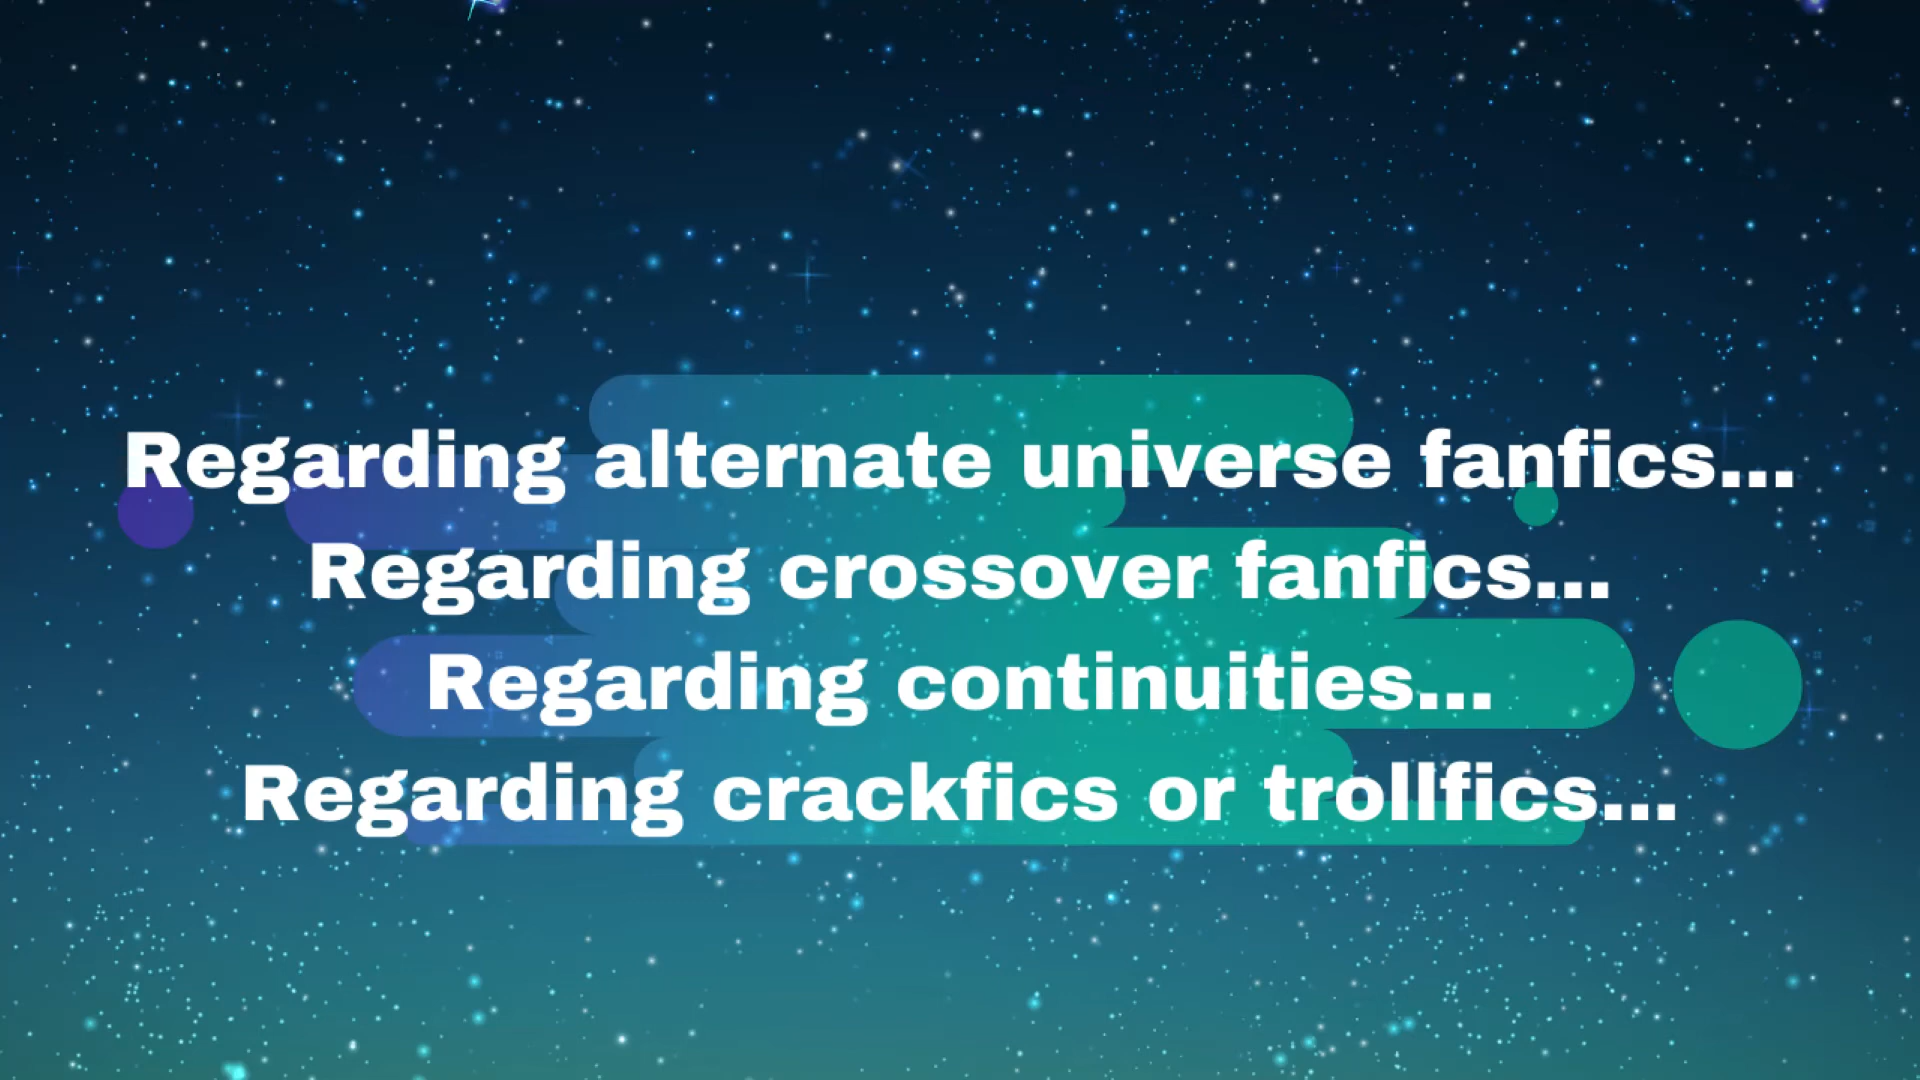 Regarding alternate universe fanfics...
Regarding crossover fanfics...
Regarding continuities...
Regarding crackfics or trollfics...